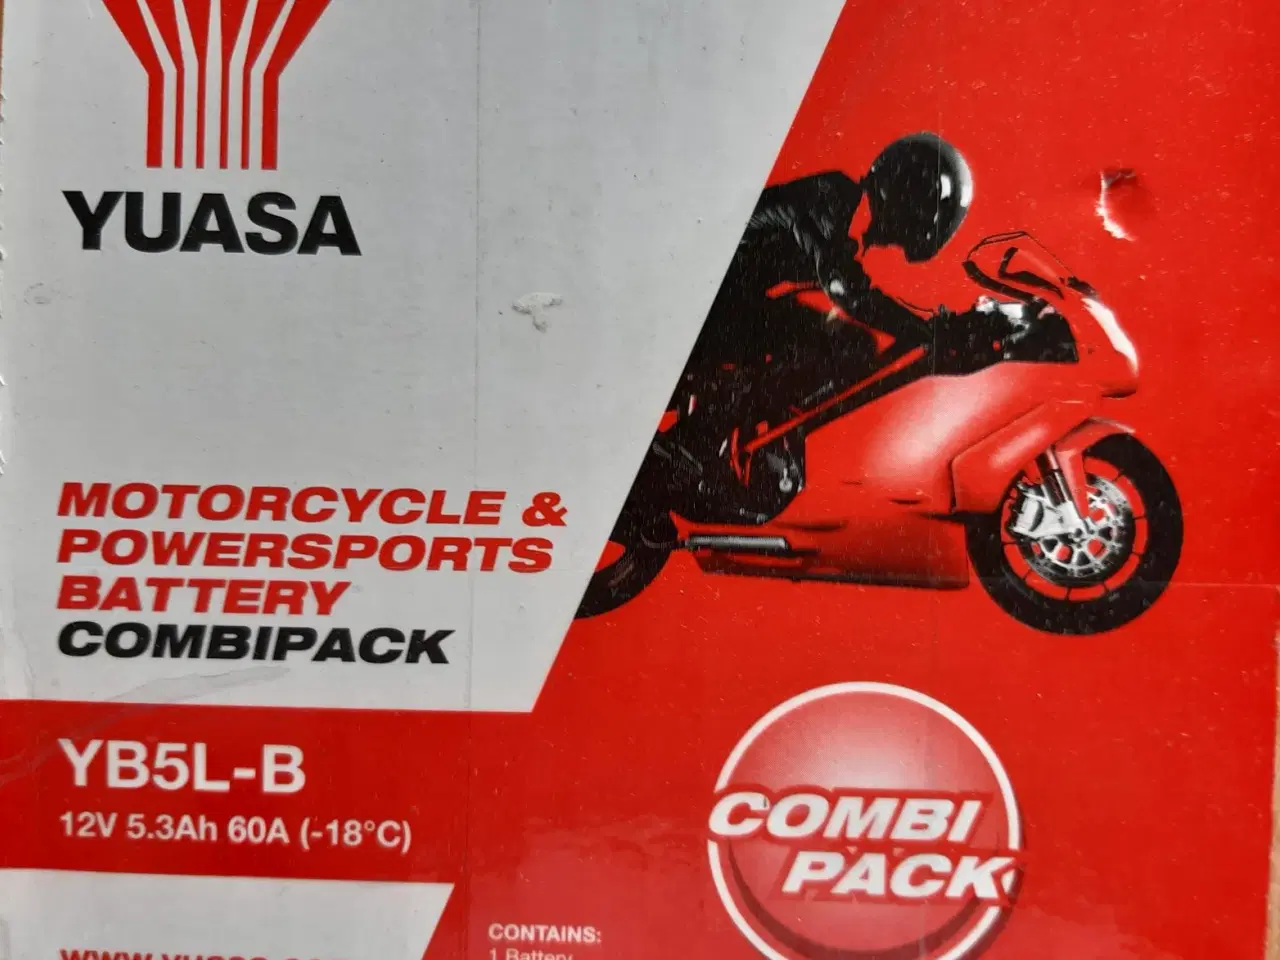 YUASA
MOTORCYCLE &
POWERSPORTS
BATTERY
COMBIPACK
YB5L-B
12V 5.3Ah 60A (-18°C)
COMBI
PACK
CONTAINS:
1 Battery